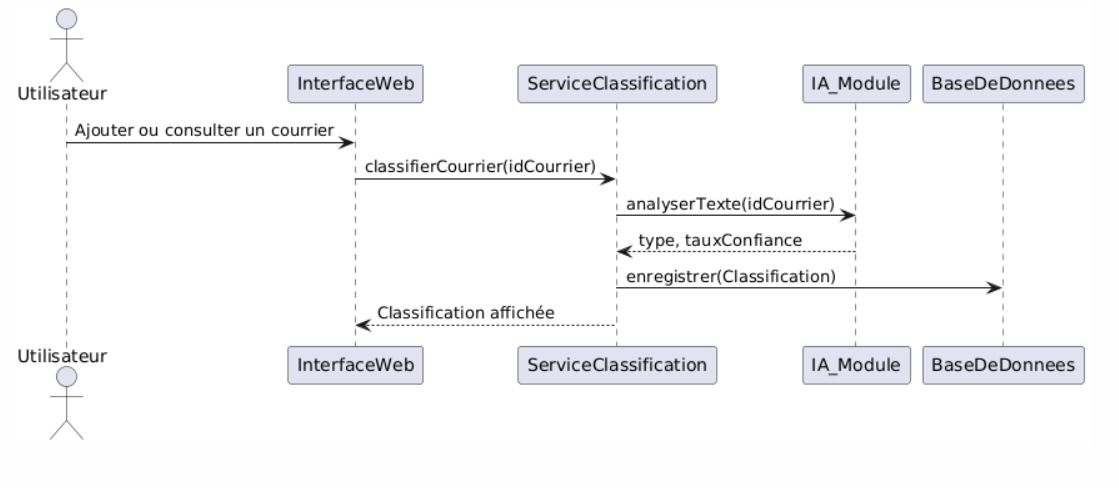 Utilisateur
InterfaceWeb
ServiceClassification
IA_Module
BaseDeDonnees
Ajouter ou consulter un courrier
classifierCourrier(idCourrier)
analyserTexte(idCourrier)
type, tauxConfiance
enregistrer(Classification)
Classification affichée
Utilisateur
InterfaceWeb
ServiceClassification
IA_Module
BaseDeDonnees